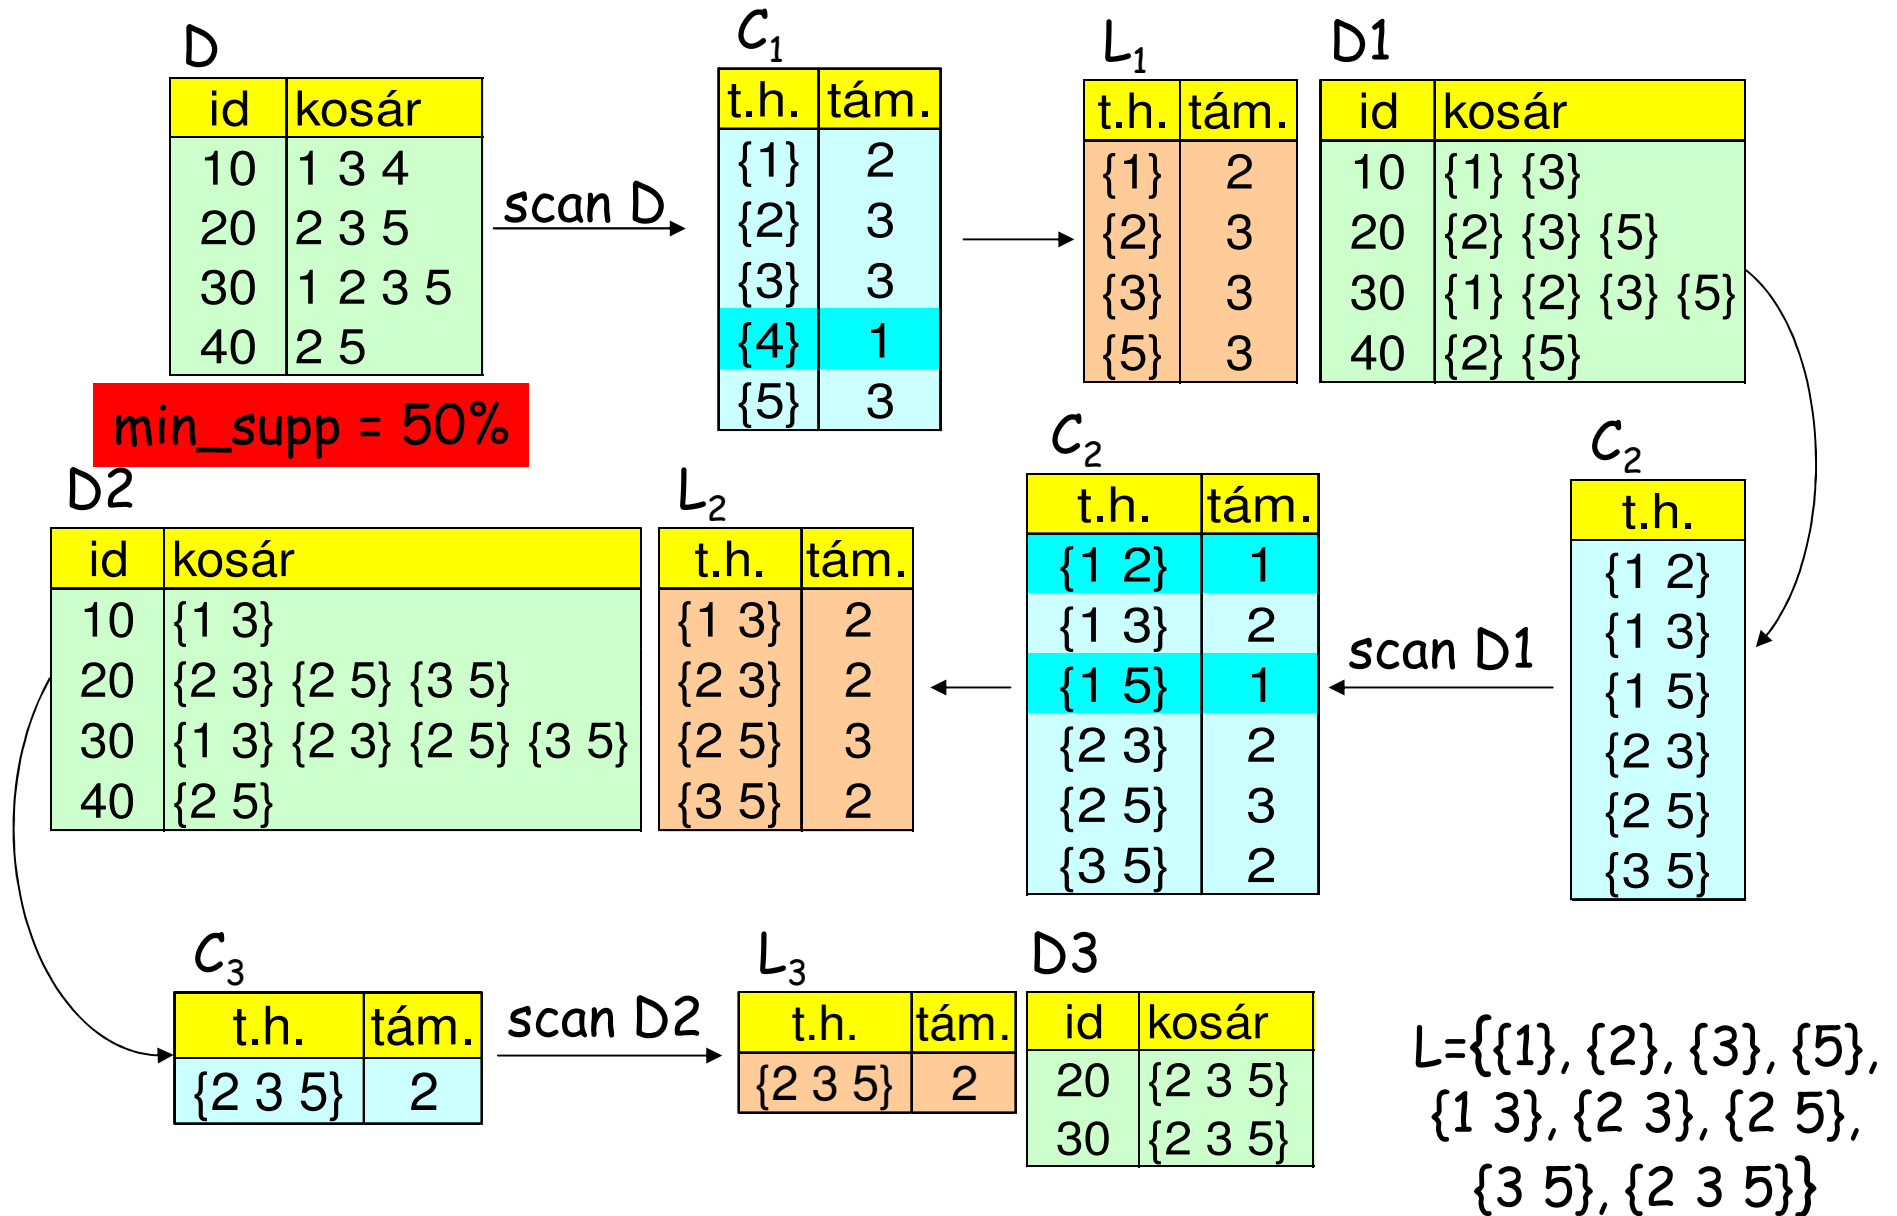 D
id kosár
10 1 3 4
20 2 3 5
30 1 2 3 5
40 2 5
min_supp = 50%
scan D
C₁
t.h. tám.
{1} 2
{2} 3
{3} 3
{4} 1
{5} 3
L₁
t.h. tám.
{1} 2
{2} 3
{3} 3
{5} 3
D1
id kosár
10 {1} {3}
20 {2} {3} {5}
30 {1} {2} {3} {5}
40 {2} {5}
C₂
t.h.
{1 2}
{1 3}
{1 5}
{2 3}
{2 5}
{3 5}
scan D1
C₂
t.h. tám.
{1 2} 1
{1 3} 2
{1 5} 1
{2 3} 2
{2 5} 3
{3 5} 2
L₂
t.h. tám.
{1 3} 2
{2 3} 2
{2 5} 3
{3 5} 2
D2
id kosár
10 {1 3}
20 {2 3} {2 5} {3 5}
30 {1 3} {2 3} {2 5} {3 5}
40 {2 5}
C₃
t.h. tám.
{2 3 5} 2
scan D2
L₃
t.h. tám.
{2 3 5} 2
D3
id kosár
20 {2 3 5}
30 {2 3 5}
L={{1}, {2}, {3}, {5},
{1 3}, {2 3}, {2 5},
{3 5}, {2 3 5}}